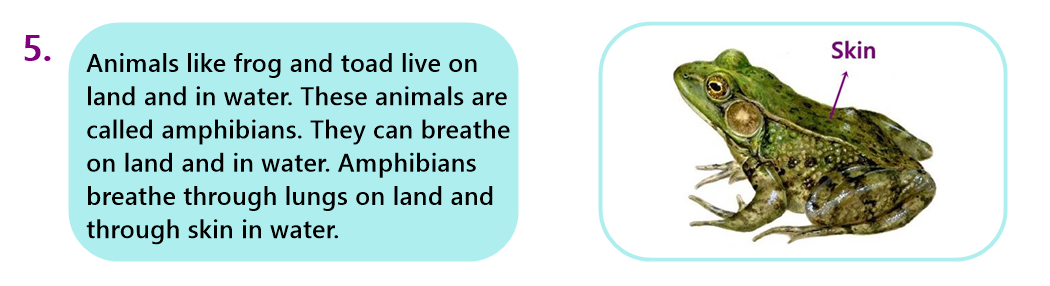 5.
Animals like frog and toad live on
land and in water. These animals are
called amphibians. They can breathe
on land and in water. Amphibians
breathe through lungs on land and
through skin in water.
Skin